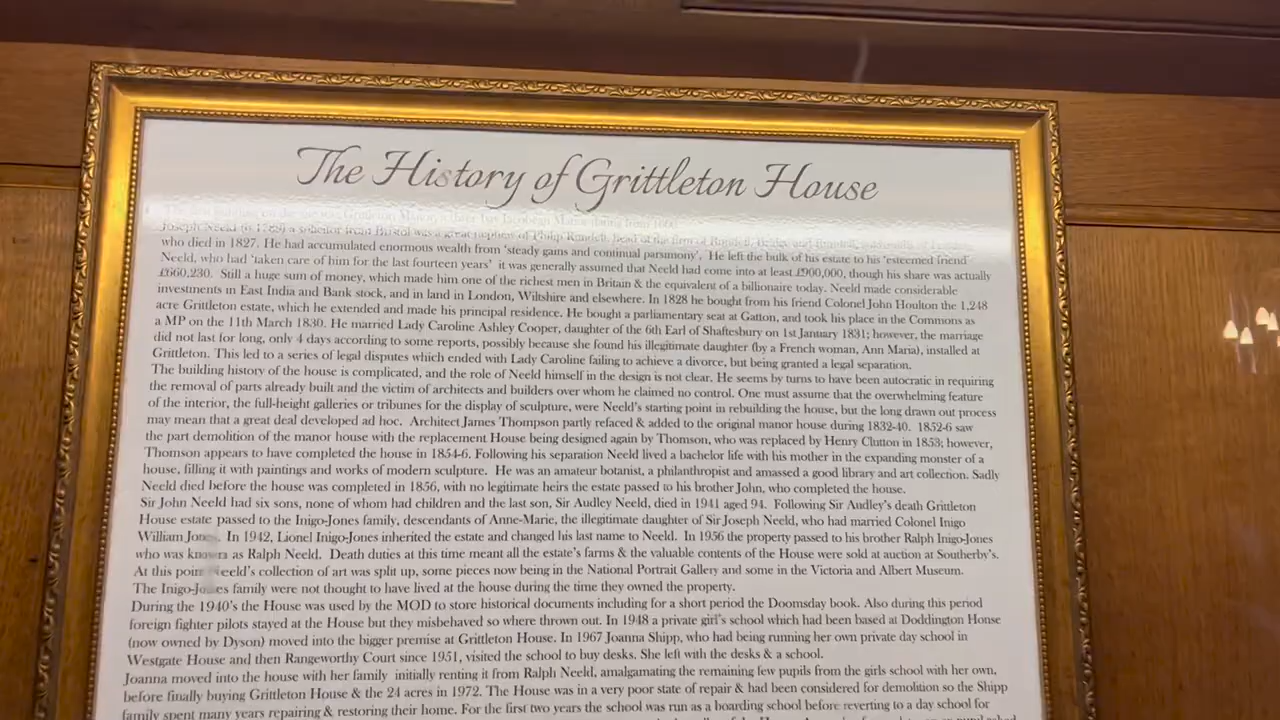 The History of Grittleton House
The first building on the site was Grittleton Manor, a three bay Jacobean Manor dating from 1660.
Joseph Neeld (b 1789) a solicitor from Bristol was a great nephew of Philip Rundell, head of the firm of Rundell, Bridge and Rundell,
who died in 1827. He had accumulated enormous wealth from 'steady gams and continual parsimony'. He left the bulk of his estate to his 'esteemed friend'
Neeld, who had 'taken care of him for the last fourteen years' it was generally assumed that Neeld had come into at least £900,000, though his share was actually
£660,230. Still a huge sum of money, which made him one of the richest men in Britain & the equivalent of a billionaire today. Neeld made considerable
investments in East India and Bank stock, and in land in London, Wiltshire and elsewhere. In 1828 he bought from his friend Colonel John Houlton the 1,248
acre Grittleton estate, which he extended and made his principal residence. He bought a parliamentary seat at Gatton, and took his place in the Commons as
a MP on the 11th March 1830. He married Lady Caroline Ashley Cooper, daughter of the 6th Earl of Shaftesbury on 1st January 1831; however, the marriage
did not last for long, only 4 days according to some reports, possibly because she found his illegitimate daughter (by a French woman, Ann Maria), installed at
Grittleton. This led to a series of legal disputes which ended with Lady Caroline failing to achieve a divorce, but being granted a legal separation.
The building history of the house is complicated, and the role of Neeld himself in the design is not clear. He seems by turns to have been autocratic in requiring
the removal of parts already built and the victim of architects and builders over whom he claimed no control. One must assume that the overwhelming feature
of the interior, the full-height galleries or tribunes for the display of sculpture, were Neeld's starting point in rebuilding the house, but the long drawn out process
may mean that a great deal developed ad hoc. Architect James Thompson partly refaced & added to the original manor house during 1832-40. 1852-6 saw
the part demolition of the manor house with the replacement House being designed again by Thomson, who was replaced by Henry Clutton in 1853; however,
Thomson appears to have completed the house in 1854-6. Following his separation Neeld lived a bachelor life with his mother in the expanding monster of a
house, filling it with paintings and works of modern sculpture. He was an amateur botanist, a philanthropist and amassed a good library and art collection. Sadly
Neeld died before the house was completed in 1856, with no legitimate heirs the estate passed to his brother John, who completed the house.
Sir John Neeld had six sons, none of whom had children and the last son, Sir Audley Neeld, died in 1941 aged 94. Following Sir Audley's death Grittleton
House estate passed to the Inigo-Jones family, descendants of Anne-Marie, the illegitimate daughter of Sir Joseph Neeld, who had married Colonel Inigo
William Jones. In 1942, Lionel Inigo-Jones inherited the estate and changed his last name to Neeld. In 1956 the property passed to his brother Ralph Inigo-Jones
who was known as Ralph Neeld. Death duties at this time meant all the estate's farms & the valuable contents of the House were sold at auction at Southerby's.
At this point Neeld's collection of art was split up, some pieces now being in the National Portrait Gallery and some in the Victoria and Albert Museum.
The Inigo-Jones family were not thought to have lived at the house during the time they owned the property.
During the 1940's the House was used by the MOD to store historical documents including for a short period the Doomsday book. Also during this period
foreign fighter pilots stayed at the House but they misbehaved so where thrown out. In 1948 a private girl's school which had been based at Doddington House
(now owned by Dyson) moved into the bigger premise at Grittleton House. In 1967 Joanna Shipp, who had being running her own private day school in
Westgate House and then Rangeworthy Court since 1951, visited the school to buy desks. She left with the desks & a school.
Joanna moved into the house with her family initially renting it from Ralph Neeld, amalgamating the remaining few pupils from the girls school with her own,
before finally buying Grittleton House & the 24 acres in 1972. The House was in a very poor state of repair & had been considered for demolition so the Shipp
family spent many years repairing & restoring their home. For the first two years the school was run as a boarding school before reverting to a day school for